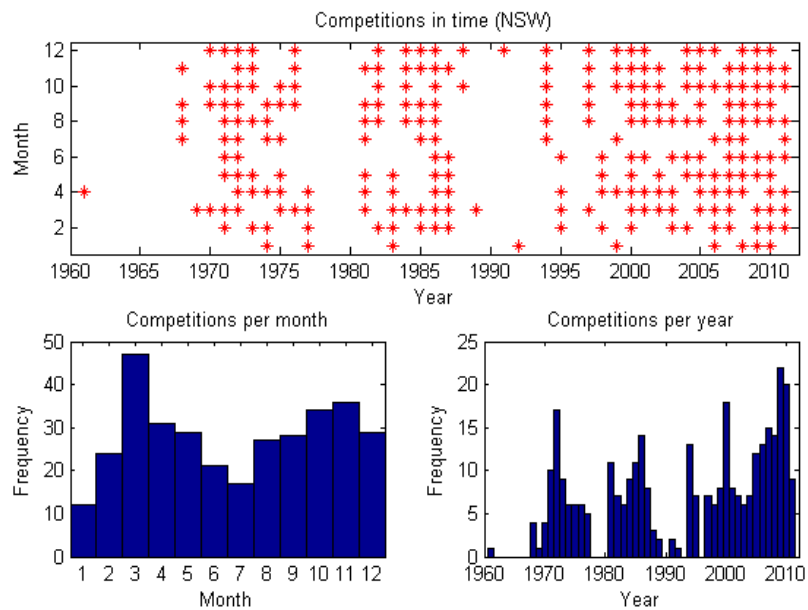 Competitions in time (NSW)
12
10
8
6
4
2
Month
1960 1965 1970 1975 1980 1985 1990 1995 2000 2005 2010
Year
Competitions per month
50
40
30
20
10
0
Frequency
1 2 3 4 5 6 7 8 9 10 11 12
Month
Competitions per year
25
20
15
10
5
0
Frequency
1960 1970 1980 1990 2000 2010
Year